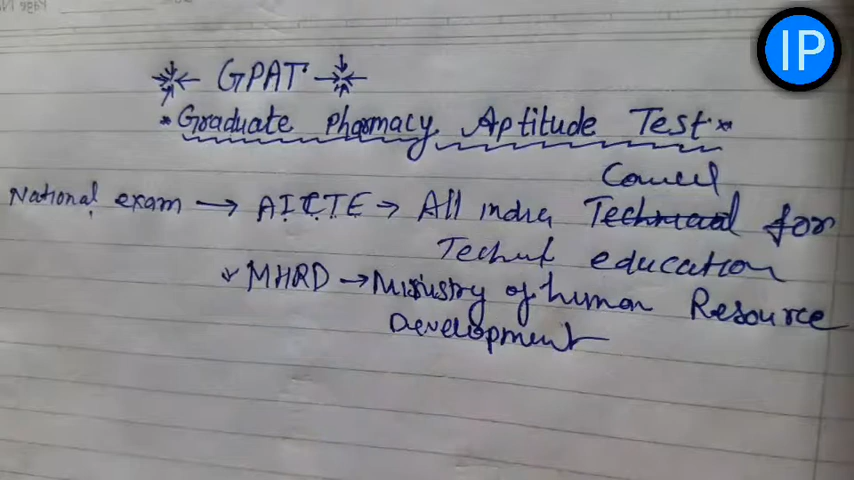 IP
GPAT
Graduate Pharmacy Aptitude Test
Council
National exam → AICTE → All india Technical for
education
MHRD → Ministry of human Resource
Development